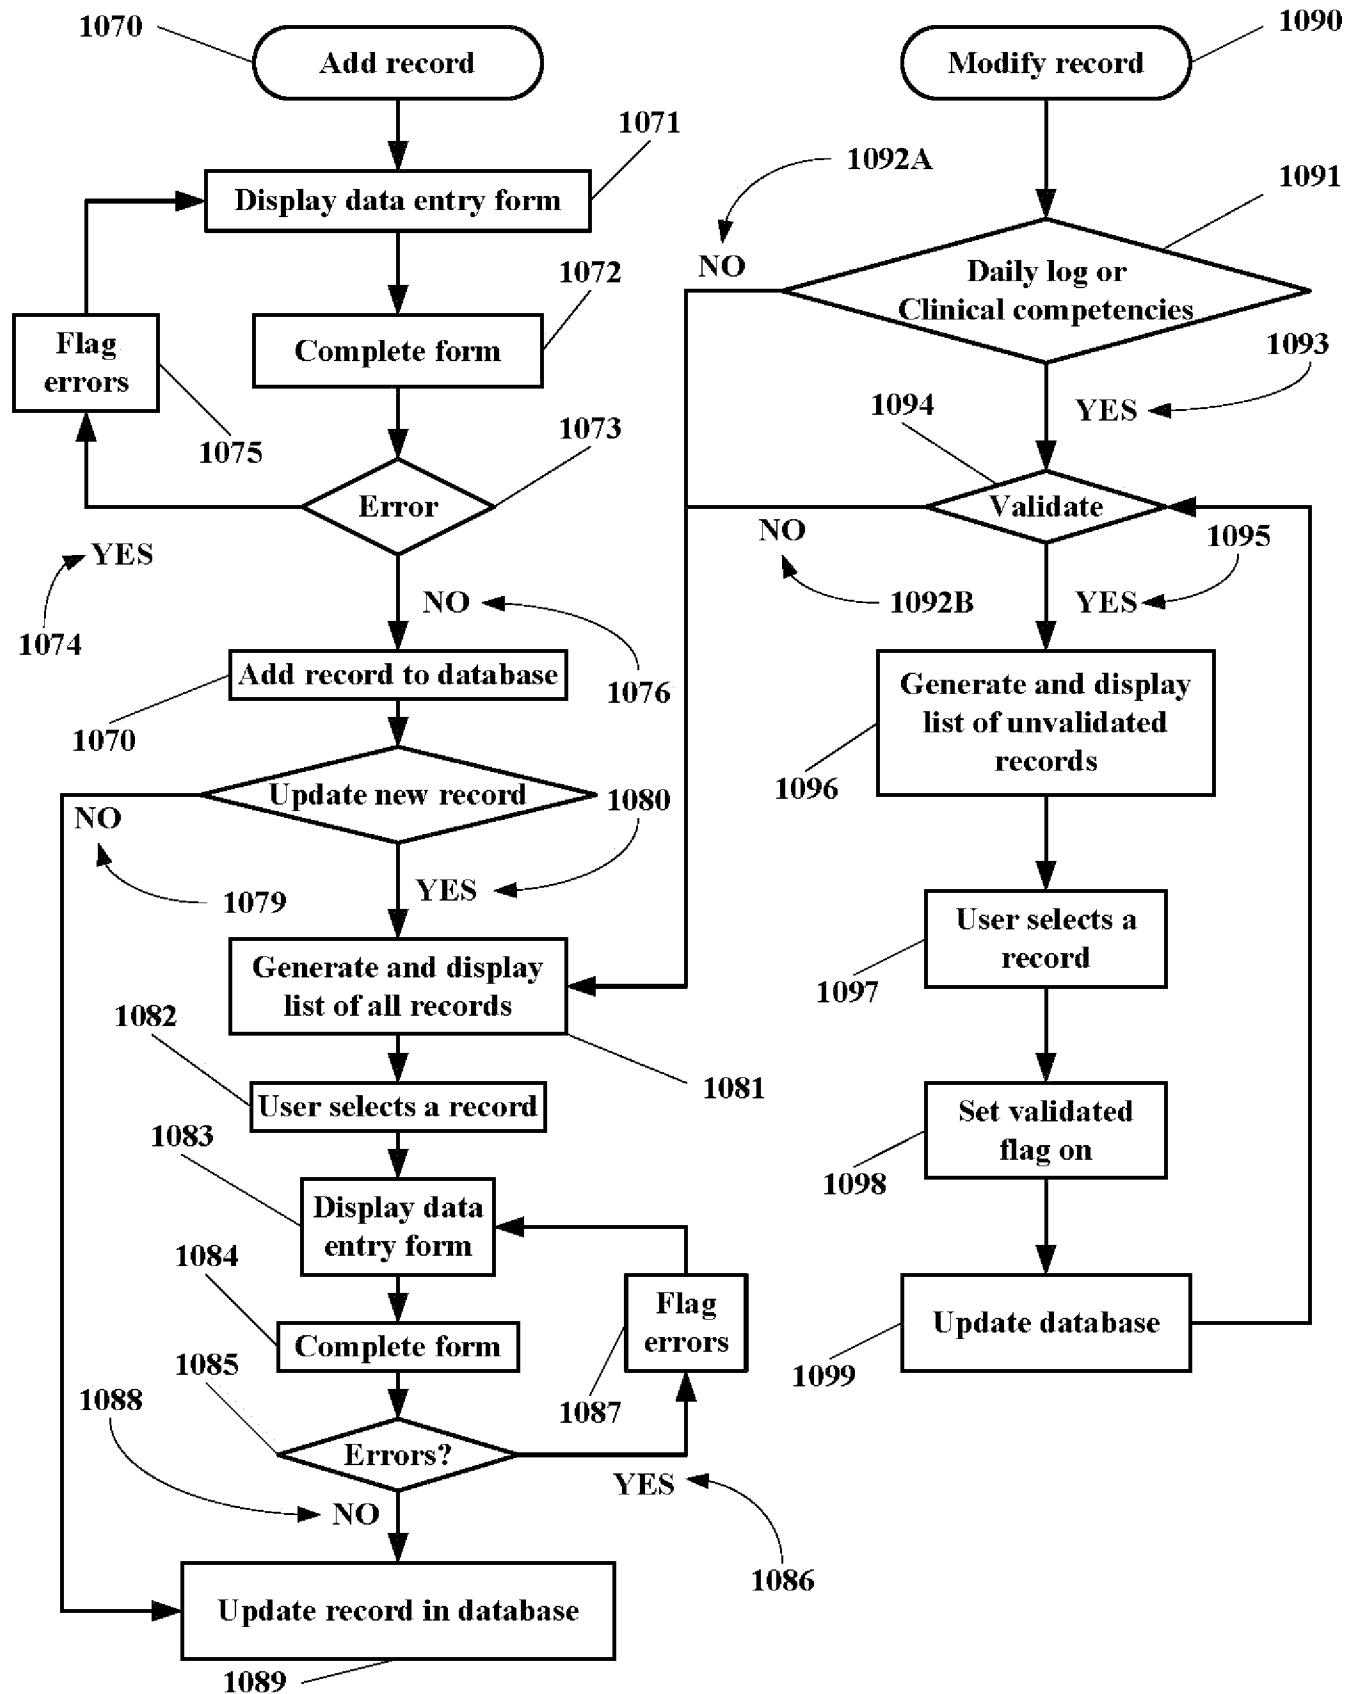 1070
Add record
1071
Display data entry form
1072
Complete form
Flag
errors
1075
1073
Error
YES
1074
NO
1076
Add record to database
1070
Update new record
NO
1079
1080
YES
Generate and display
list of all records
1081
1082
User selects a record
1083
Display data
entry form
1084
Complete form
1085
Errors?
Flag
errors
1087
YES
1086
1088
NO
Update record in database
1089
Modify record
1090
1092A
NO
1091
Daily log or
Clinical competencies
1093
YES
1094
Validate
NO
1092B
1095
YES
Generate and display
list of unvalidated
records
1096
User selects a
record
1097
Set validated
flag on
1098
Update database
1099